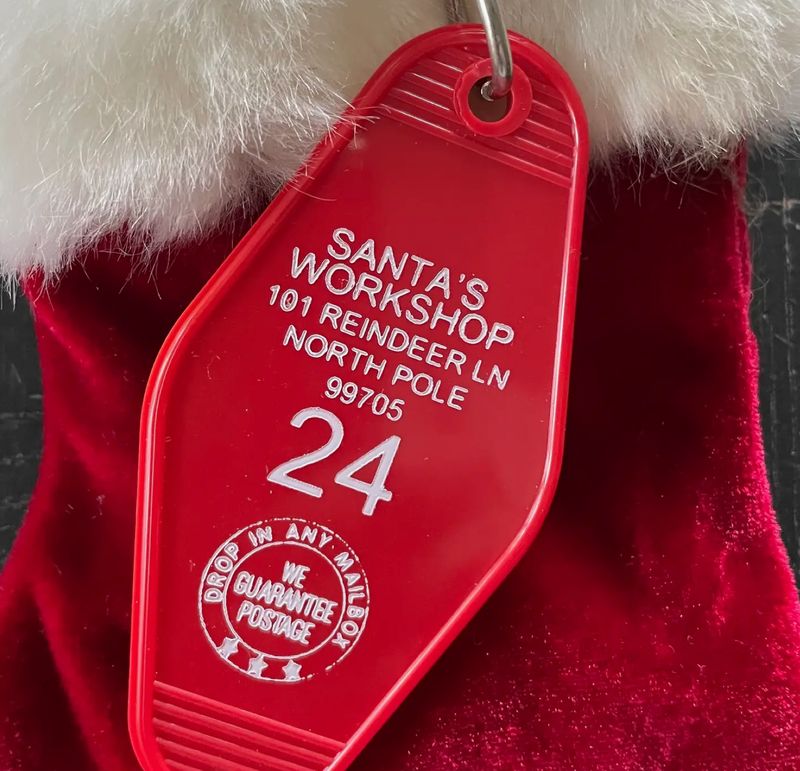 SANTA'S
WORKSHOP
101 REINDEER LN
NORTH POLE
99705
24
DROP IN ANY MAILBOX
WE
GUARANTEE
POSTAGE